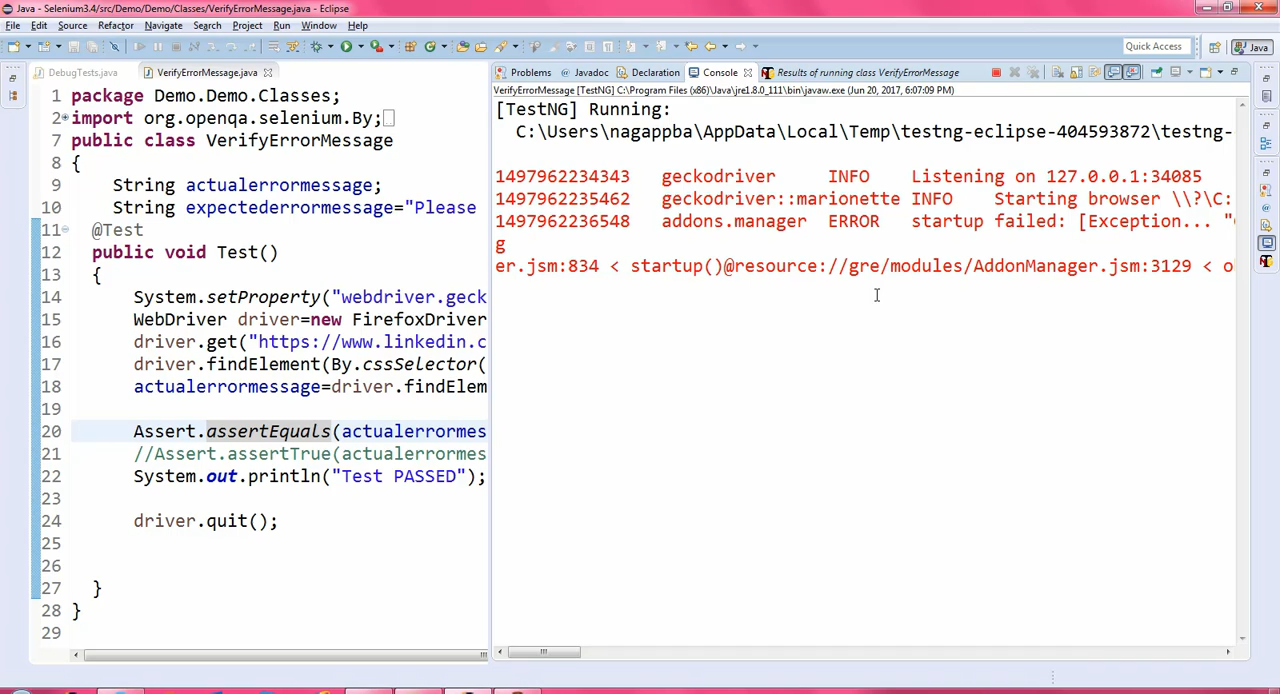 Java - Selenium3.4/src/Demo/Demo/Classes/VerifyErrorMessage.java - Eclipse
File Edit Source Refactor Navigate Search Project Run Window Help
Quick Access Java
DebugTests.java VerifyErrorMessage.java
1 package Demo.Demo.Classes;
2 import org.openqa.selenium.By;
7 public class VerifyErrorMessage
8 {
9 String actualerrormessage;
10 String expectederrormessage="Please
11 @Test
12 public void Test()
13 {
14 System.setProperty("webdriver.geck
15 WebDriver driver=new FirefoxDriver
16 driver.get("https://www.linkedin.c
17 driver.findElement(By.cssSelector(
18 actualerrormessage=driver.findElem
19
20 Assert.assertEquals(actualerrormes
21 //Assert.assertTrue(actualerrormes
22 System.out.println("Test PASSED");
23
24 driver.quit();
25
26
27 }
28 }
29
Problems Javadoc Declaration Console Results of running class VerifyErrorMessage
VerifyErrorMessage [TestNG] C:\Program Files (x86)\Java\jre1.8.0_111\bin\javaw.exe (Jun 20, 2017, 6:07:09 PM)
[TestNG] Running:
C:\Users\nagappba\AppData\Local\Temp\testng-eclipse-404593872\testng-
1497962234343 geckodriver INFO Listening on 127.0.0.1:34085
1497962235462 geckodriver::marionette INFO Starting browser \\?\C:
1497962236548 addons.manager ERROR startup failed: [Exception... "
g
er.jsm:834 < startup()@resource://gre/modules/AddonManager.jsm:3129 <